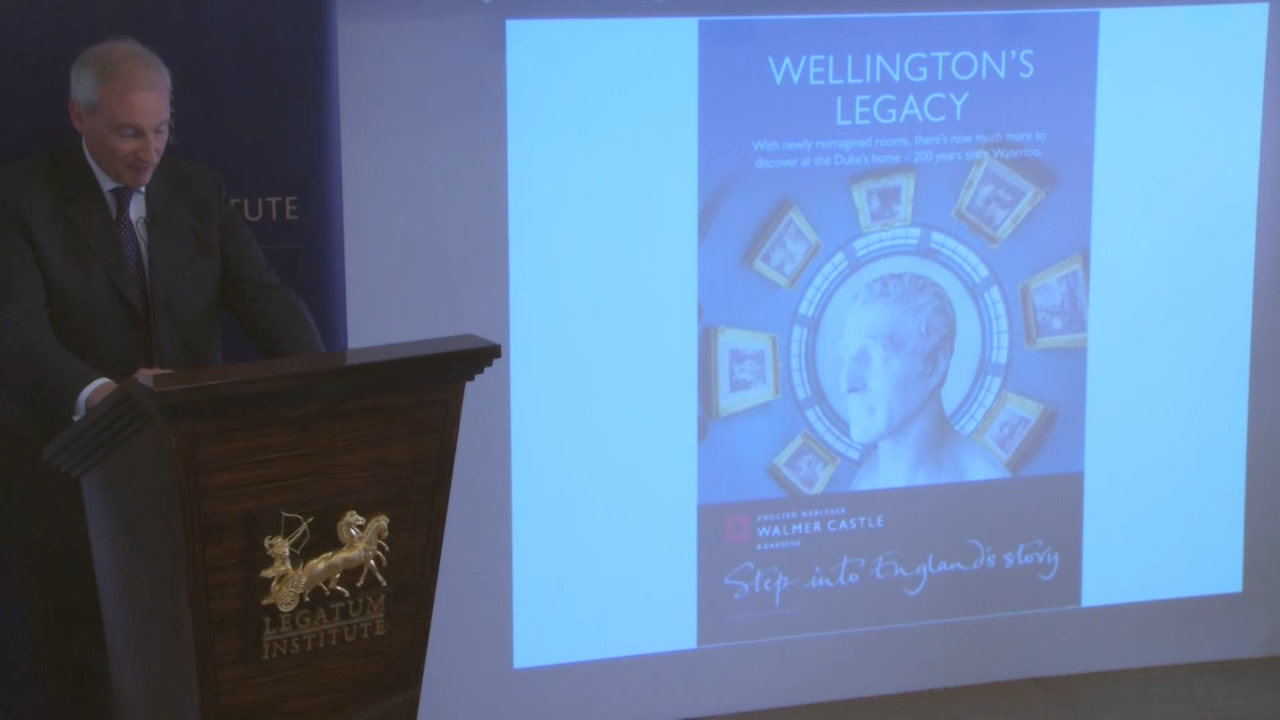 TUTE
WELLINGTON'S
LEGACY
With newly reimagined rooms, there's now much more to
discover at the Duke's home – 200 years since Waterloo.
ENGLISH HERITAGE
WALMER CASTLE
& GARDENS
Step into England's story
LEGATUM
INSTITUTE